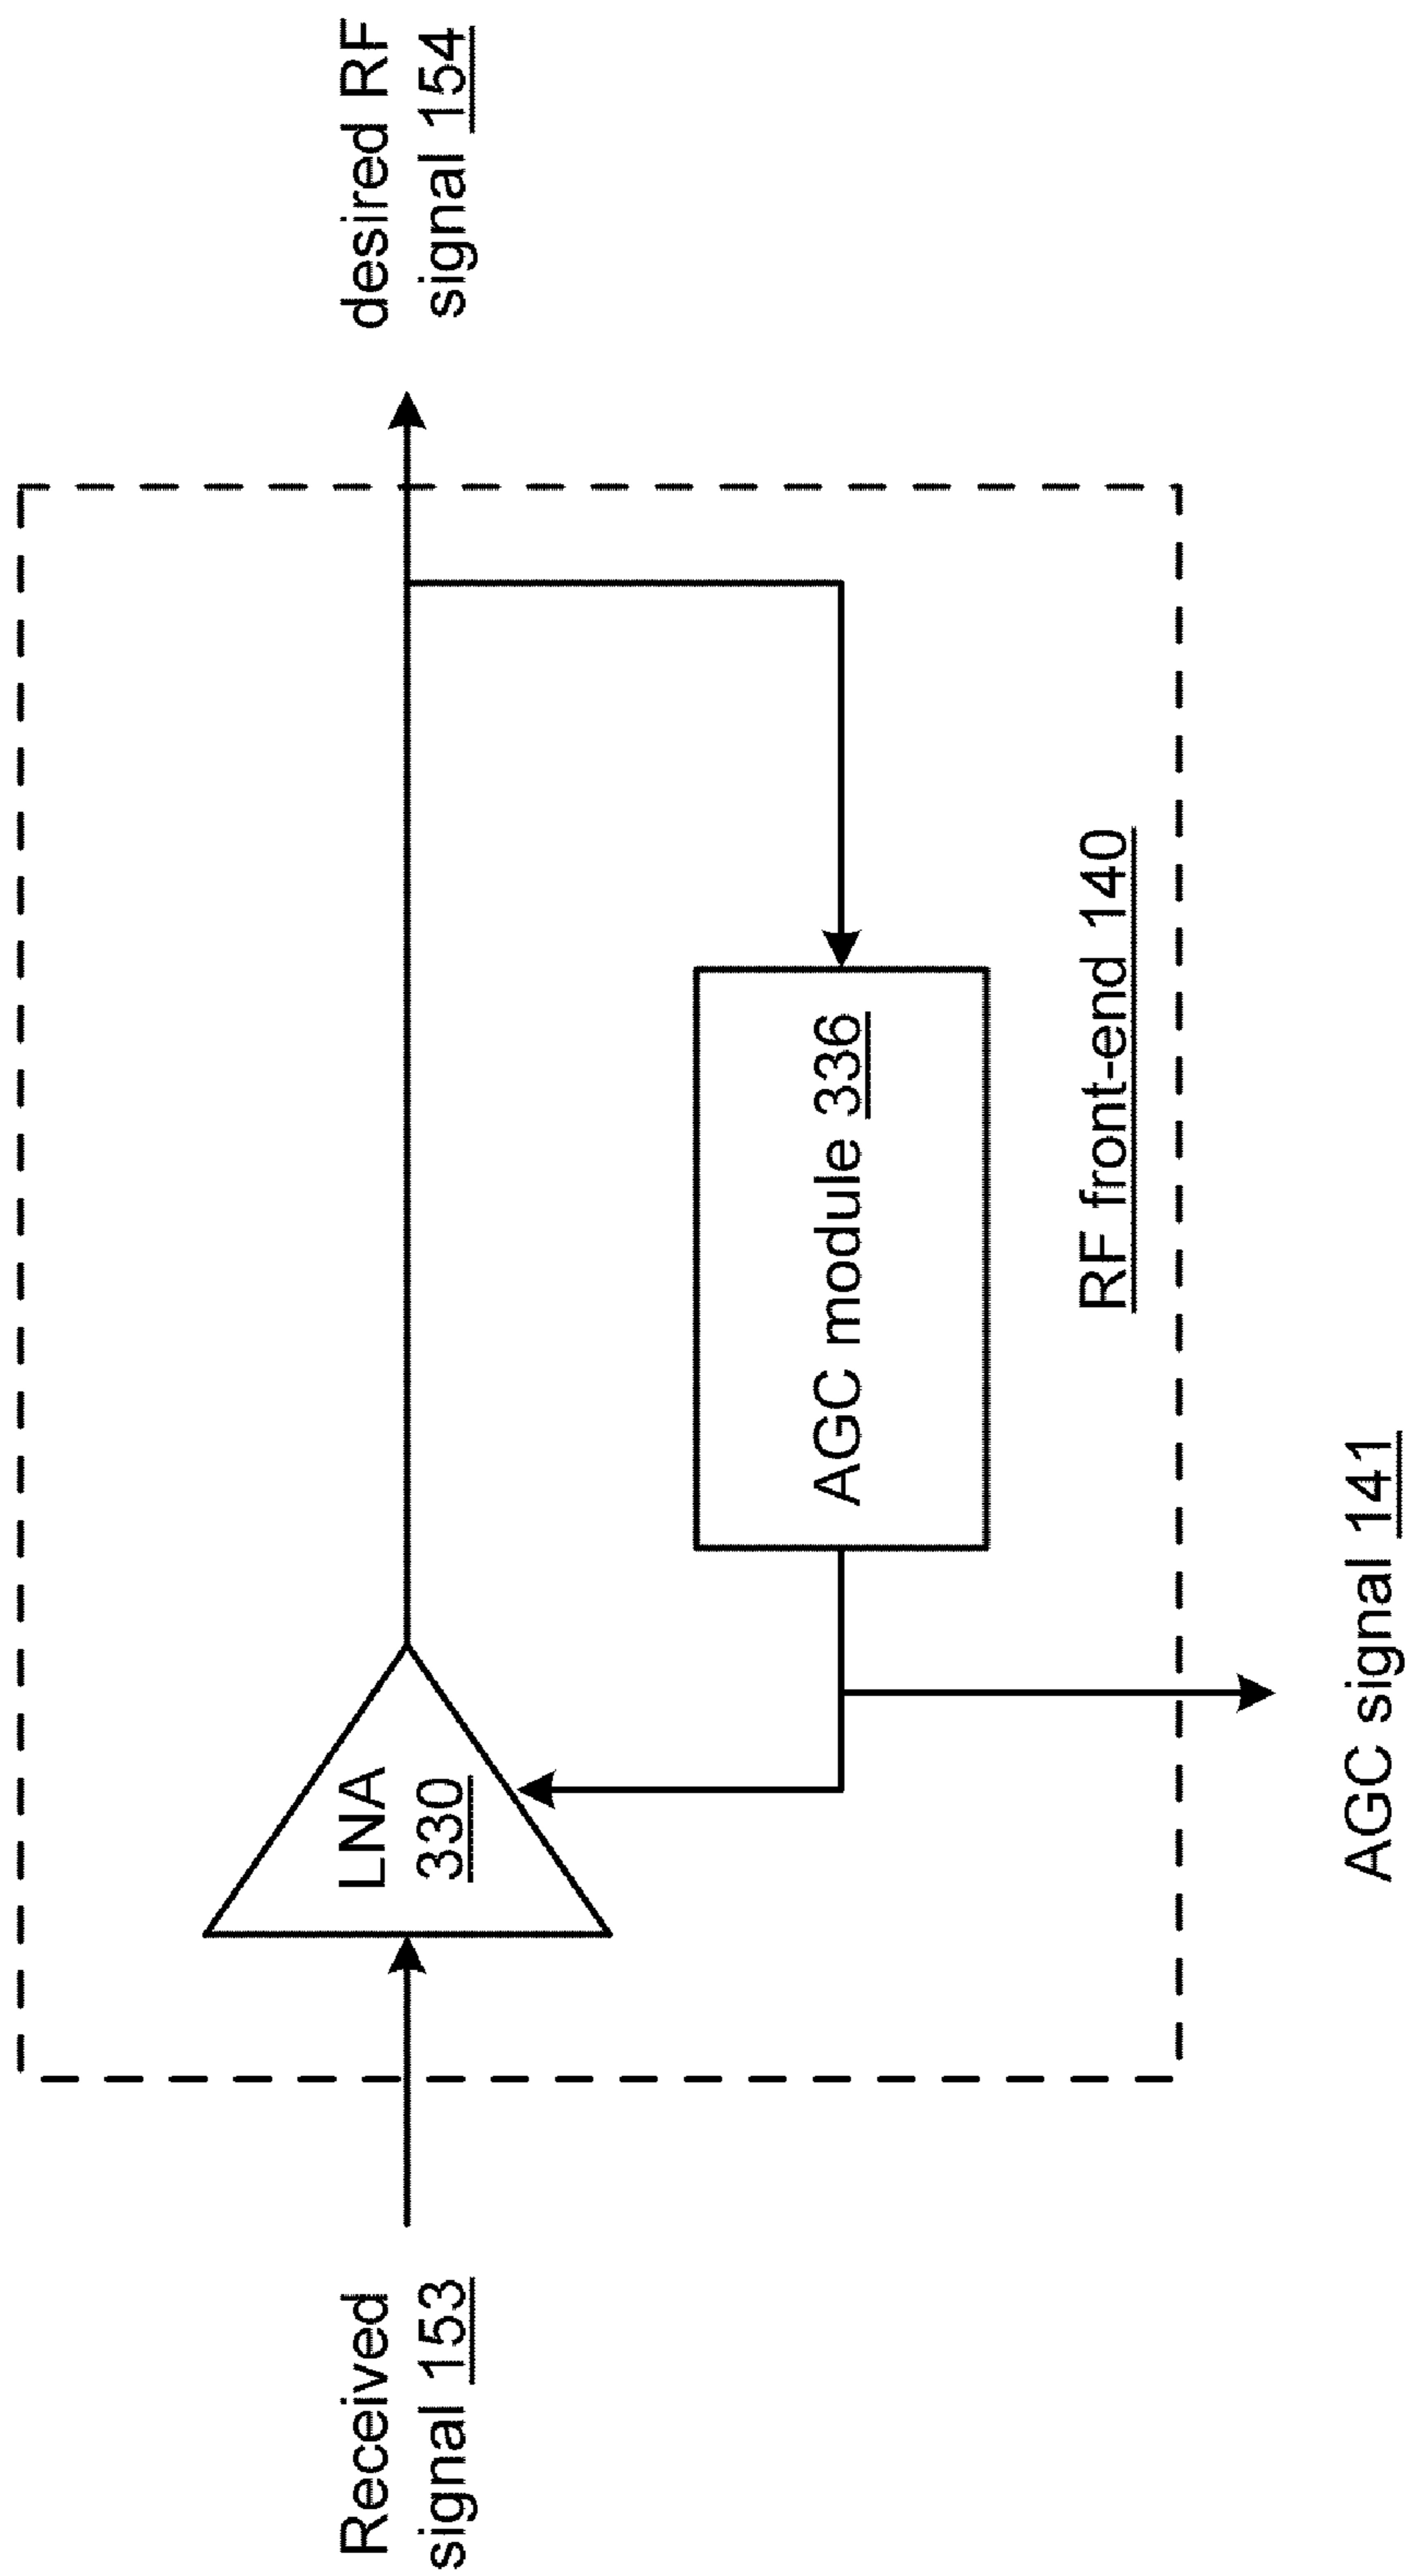 Received
signal 153
LNA
330
desired RF
signal 154
AGC module 336
RF front-end 140
AGC signal 141